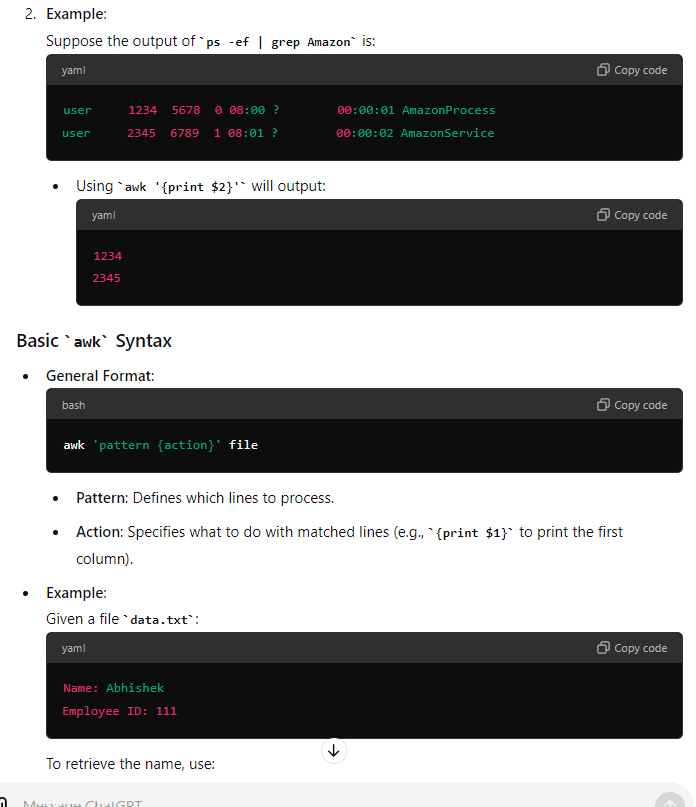 2. Example:
Suppose the output of `ps -ef | grep Amazon` is:
yaml Copy code
user 1234 5678 0 08:00 ? 00:00:01 AmazonProcess
user 2345 6789 1 08:01 ? 00:00:02 AmazonService
• Using `awk '{print $2}'` will output:
yaml Copy code
1234
2345
Basic `awk` Syntax
• General Format:
bash Copy code
awk 'pattern {action}' file
• Pattern: Defines which lines to process.
• Action: Specifies what to do with matched lines (e.g., `{print $1}` to print the first
column).
• Example:
Given a file `data.txt`:
yaml Copy code
Name: Abhishek
Employee ID: 111
To retrieve the name, use:
Message ChatGPT